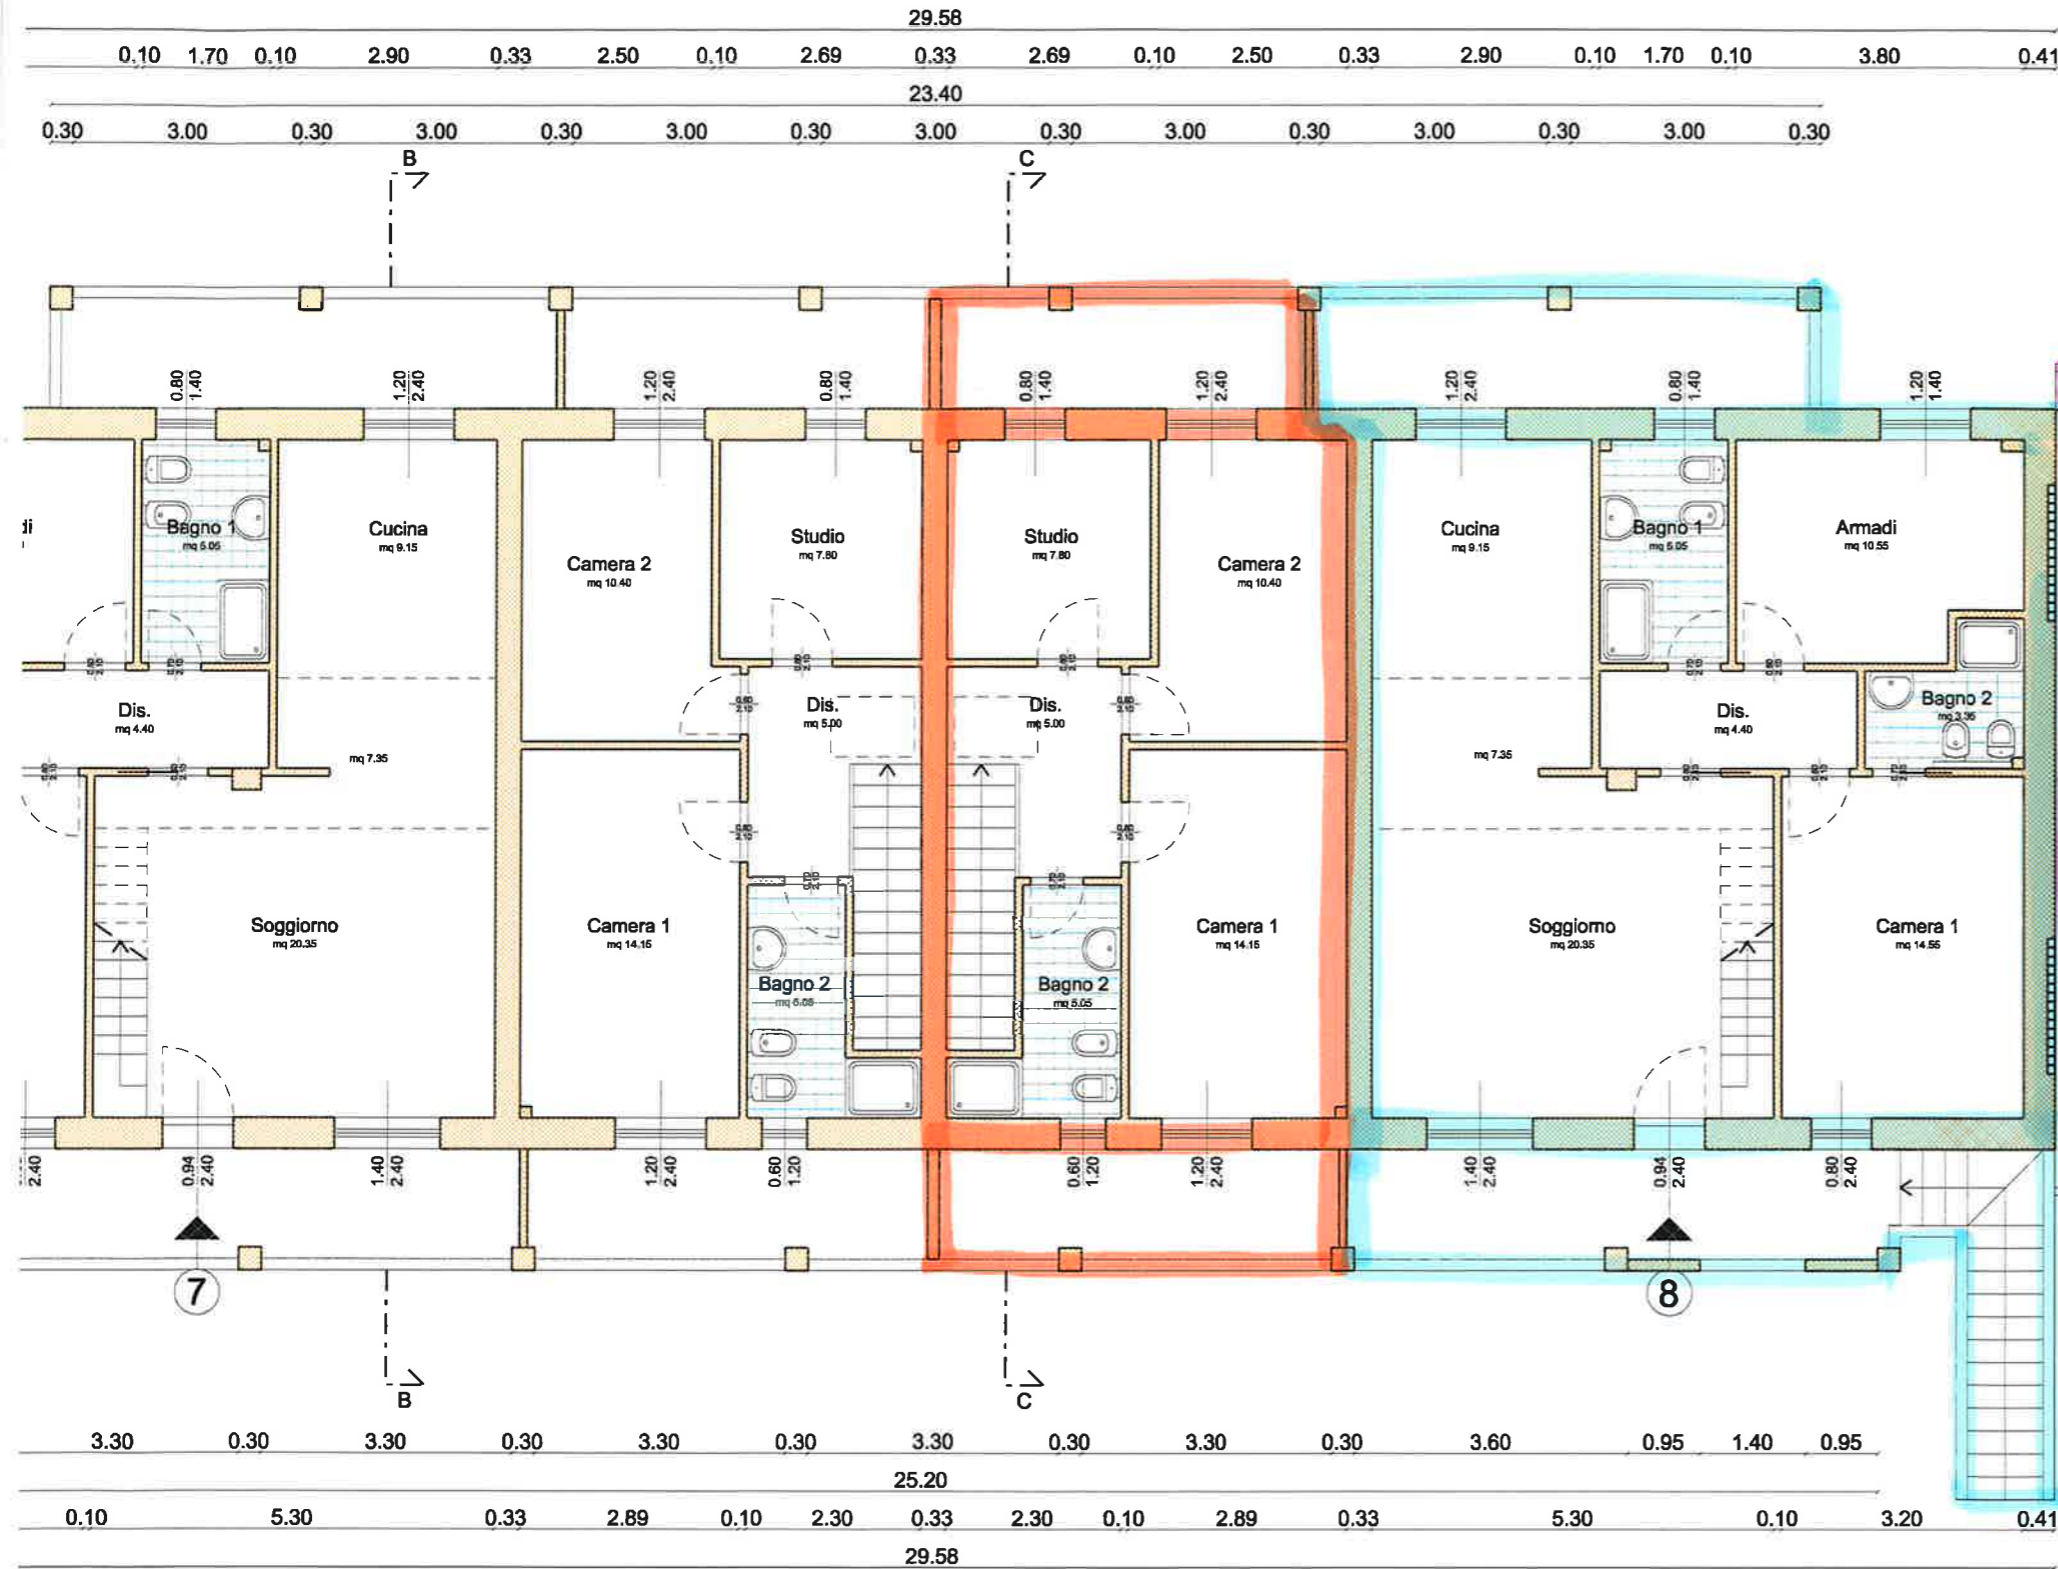 29.58
0.10 1.70 0.10 2.90 0.33 2.50 0.10 2.69 0.33 2.69 0.10 2.50 0.33 2.90 0.10 1.70 0.10 3.80 0.41
23.40
0.30 3.00 0.30 3.00 0.30 3.00 0.30 3.00 0.30 3.00 0.30 3.00 0.30 3.00 0.30
B C
0.80 1.20 1.20 0.80 0.80 1.20 1.20 0.80 1.20
1.40 2.40 2.40 1.40 1.40 2.40 2.40 1.40 1.40
di Bagno 1 Cucina Studio Studio Cucina Bagno 1 Armadi
mq 5.05 mq 9.15 mq 7.80 mq 7.80 mq 9.15 mq 5.05 mq 10.55
Camera 2 Camera 2
mq 10.40 mq 10.40
Dis. Dis. Dis. Dis. Bagno 2
mq 4.40 mq 5.00 mq 5.00 mq 4.40 mq 3.35
mq 7.35 mq 7.35
Soggiorno Camera 1 Camera 1 Soggiorno Camera 1
mq 20.35 mq 14.15 mq 14.15 mq 20.35 mq 14.55
Bagno 2 Bagno 2
mq 5.05 mq 5.05
0.94 1.40 1.20 0.60 0.60 1.20 1.40 0.94 0.80
2.40 2.40 2.40 2.40 1.20 1.20 2.40 2.40 2.40 2.40
7 8
B C
3.30 0.30 3.30 0.30 3.30 0.30 3.30 0.30 3.30 0.30 3.60 0.95 1.40 0.95
25.20
0.10 5.30 0.33 2.89 0.10 2.30 0.33 2.30 0.10 2.89 0.33 5.30 0.10 3.20 0.41
29.58